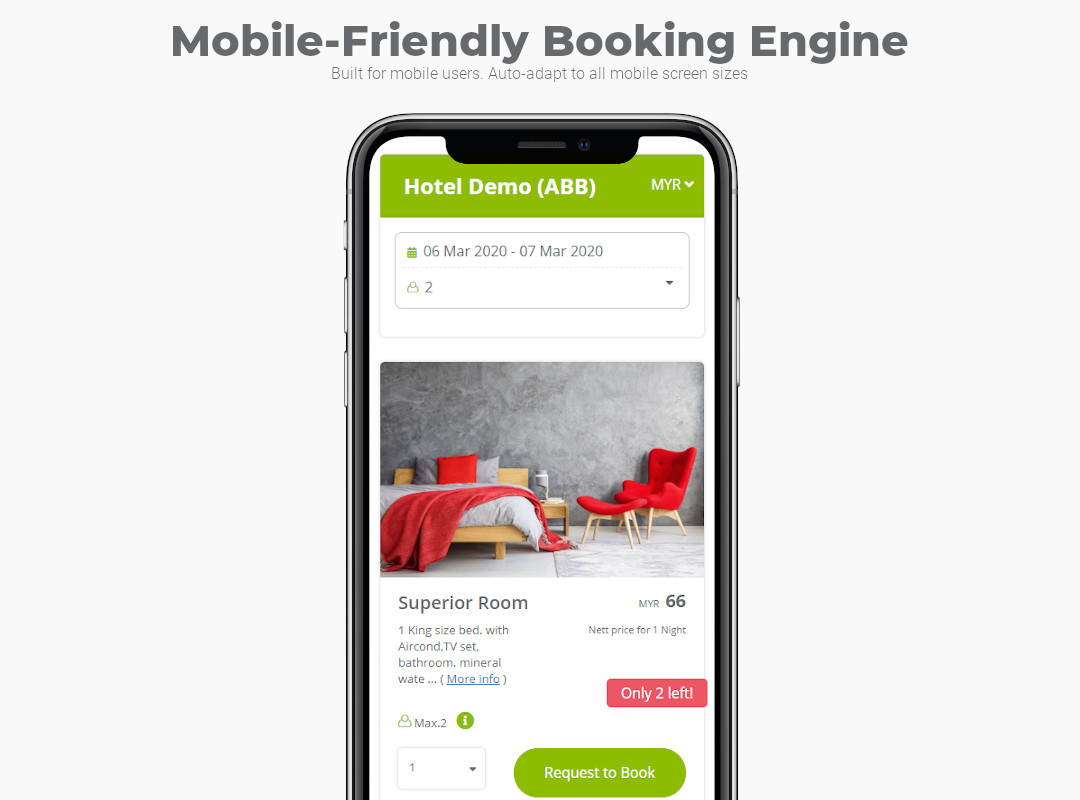 Mobile-Friendly Booking Engine
Built for mobile users. Auto-adapt to all mobile screen sizes
Hotel Demo (ABB)
MYR
06 Mar 2020 - 07 Mar 2020
2
Superior Room
MYR 66
1 King size bed. with
Nett price for 1 Night
Aircond,TV set,
bathroom. mineral
wate ... ( More info )
Only 2 left!
Max.2
1
Request to Book